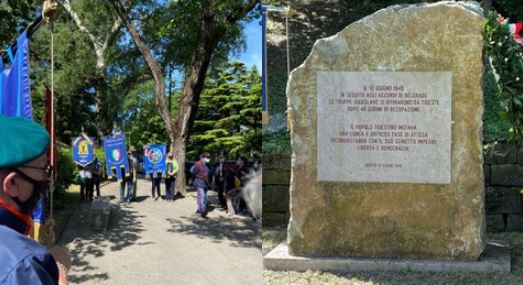 IL 12 GIUGNO 1945
IN SEGUITO AGLI ACCORDI DI BELGRADO
LE TRUPPE JUGOSLAVE SI RITIRARONO DA TRIESTE
DOPO 40 GIORNI DI OCCUPAZIONE
IL POPOLO TRIESTINO INIZIAVA
UNA LUNGA E DIFFICILE FASE DI ATTESA
RICONQUISTANDO CON IL SUO SCHIETTO IMPEGNO
LIBERTÀ E DEMOCRAZIA
TRIESTE 12 GIUGNO